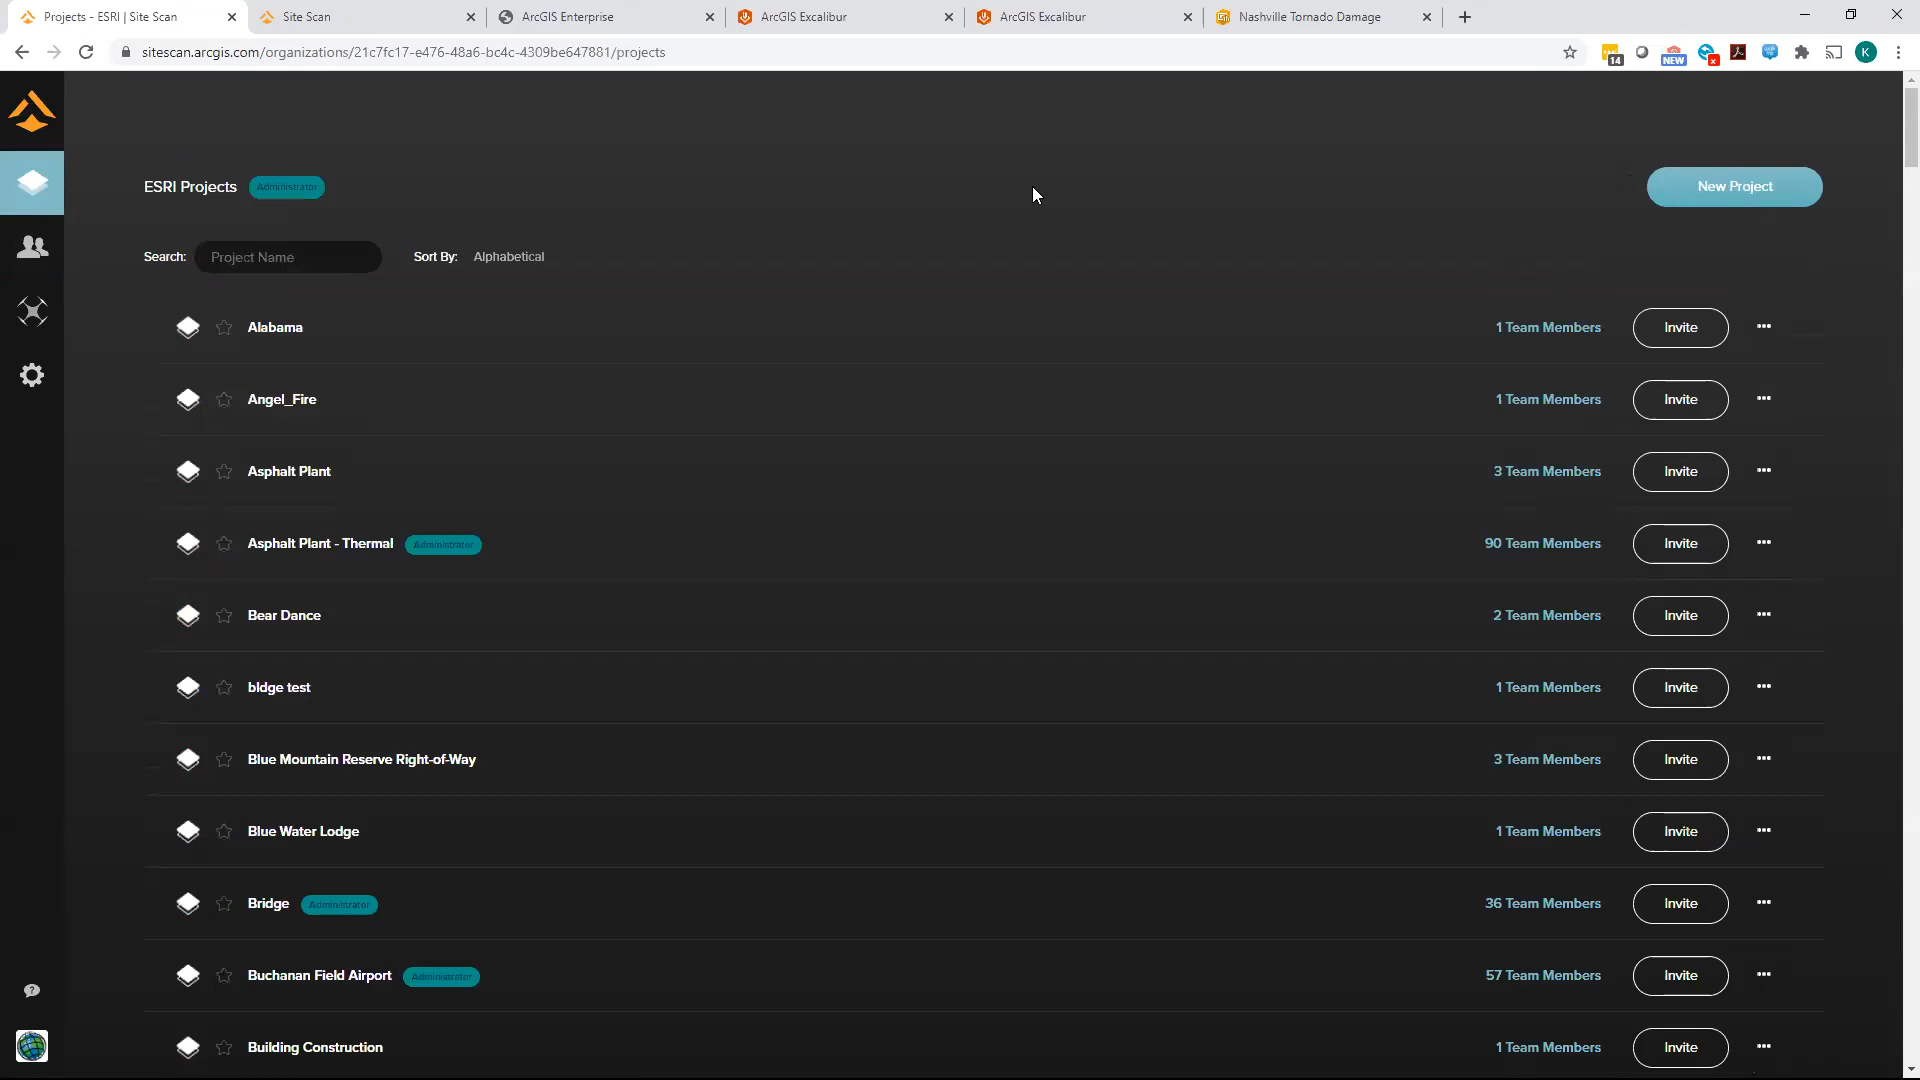 Projects - ESRI | Site Scan
Site Scan
ArcGIS Enterprise
ArcGIS Excalibur
ArcGIS Excalibur
Nashville Tornado Damage
sitescan.arcgis.com/organizations/21c7fc17-e476-48a6-bc4c-4309be647881/projects
14
NEW
K
ESRI Projects Administrator
New Project
Search: Project Name Sort By: Alphabetical
Alabama 1 Team Members Invite
Angel_Fire 1 Team Members Invite
Asphalt Plant 3 Team Members Invite
Asphalt Plant - Thermal Administrator 90 Team Members Invite
Bear Dance 2 Team Members Invite
bldge test 1 Team Members Invite
Blue Mountain Reserve Right-of-Way 3 Team Members Invite
Blue Water Lodge 1 Team Members Invite
Bridge Administrator 36 Team Members Invite
Buchanan Field Airport Administrator 57 Team Members Invite
Building Construction 1 Team Members Invite